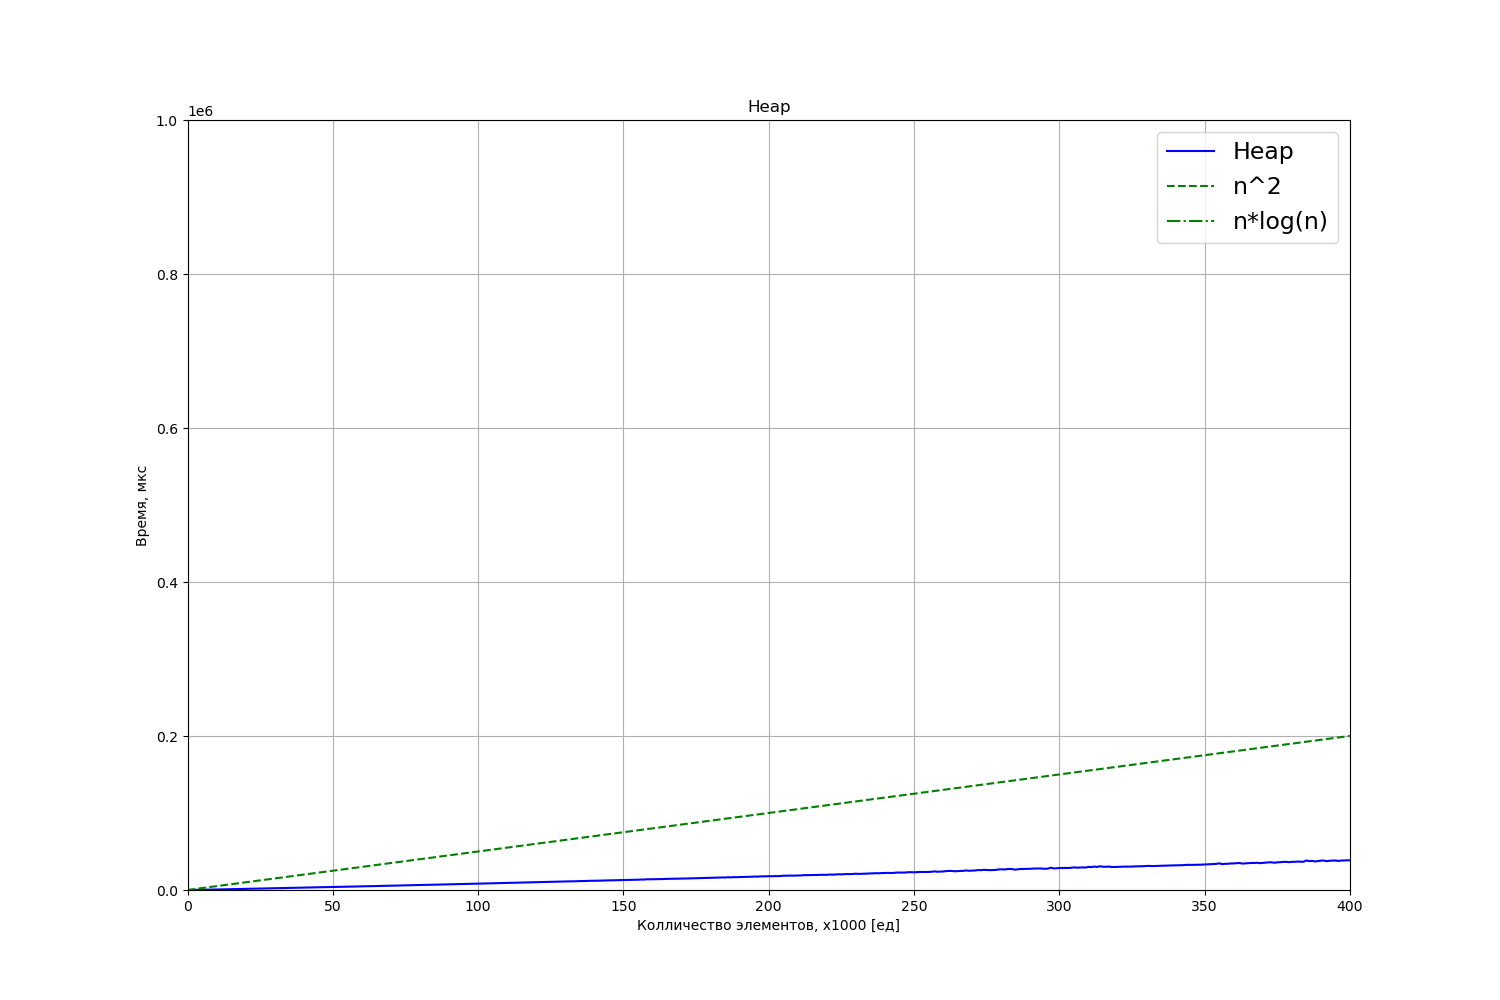 Heap
1e6
1.0
0.8
0.6
0.4
0.2
0.0
Время, мкс
Heap
n^2
n*log(n)
0 50 100 150 200 250 300 350 400
Колличество элементов, x1000 [ед]